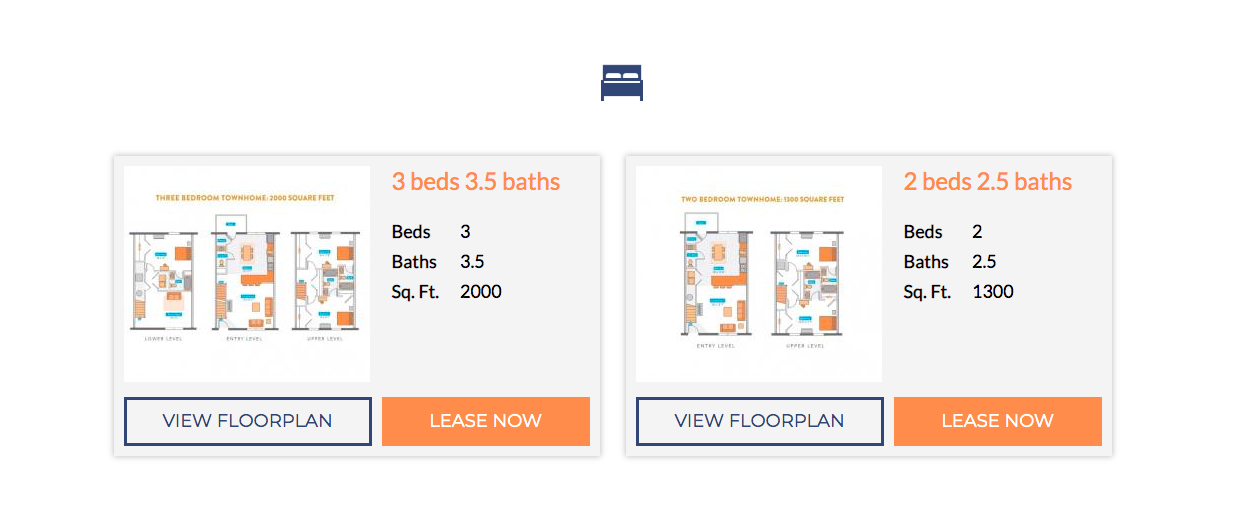 3 beds 3.5 baths
THREE BEDROOM TOWNHOME: 2000 SQUARE FEET
Beds 3
Baths 3.5
Sq. Ft. 2000
LOWER LEVEL ENTRY LEVEL UPPER LEVEL
VIEW FLOORPLAN LEASE NOW
2 beds 2.5 baths
TWO BEDROOM TOWNHOME: 1300 SQUARE FEET
Beds 2
Baths 2.5
Sq. Ft. 1300
ENTRY LEVEL UPPER LEVEL
VIEW FLOORPLAN LEASE NOW